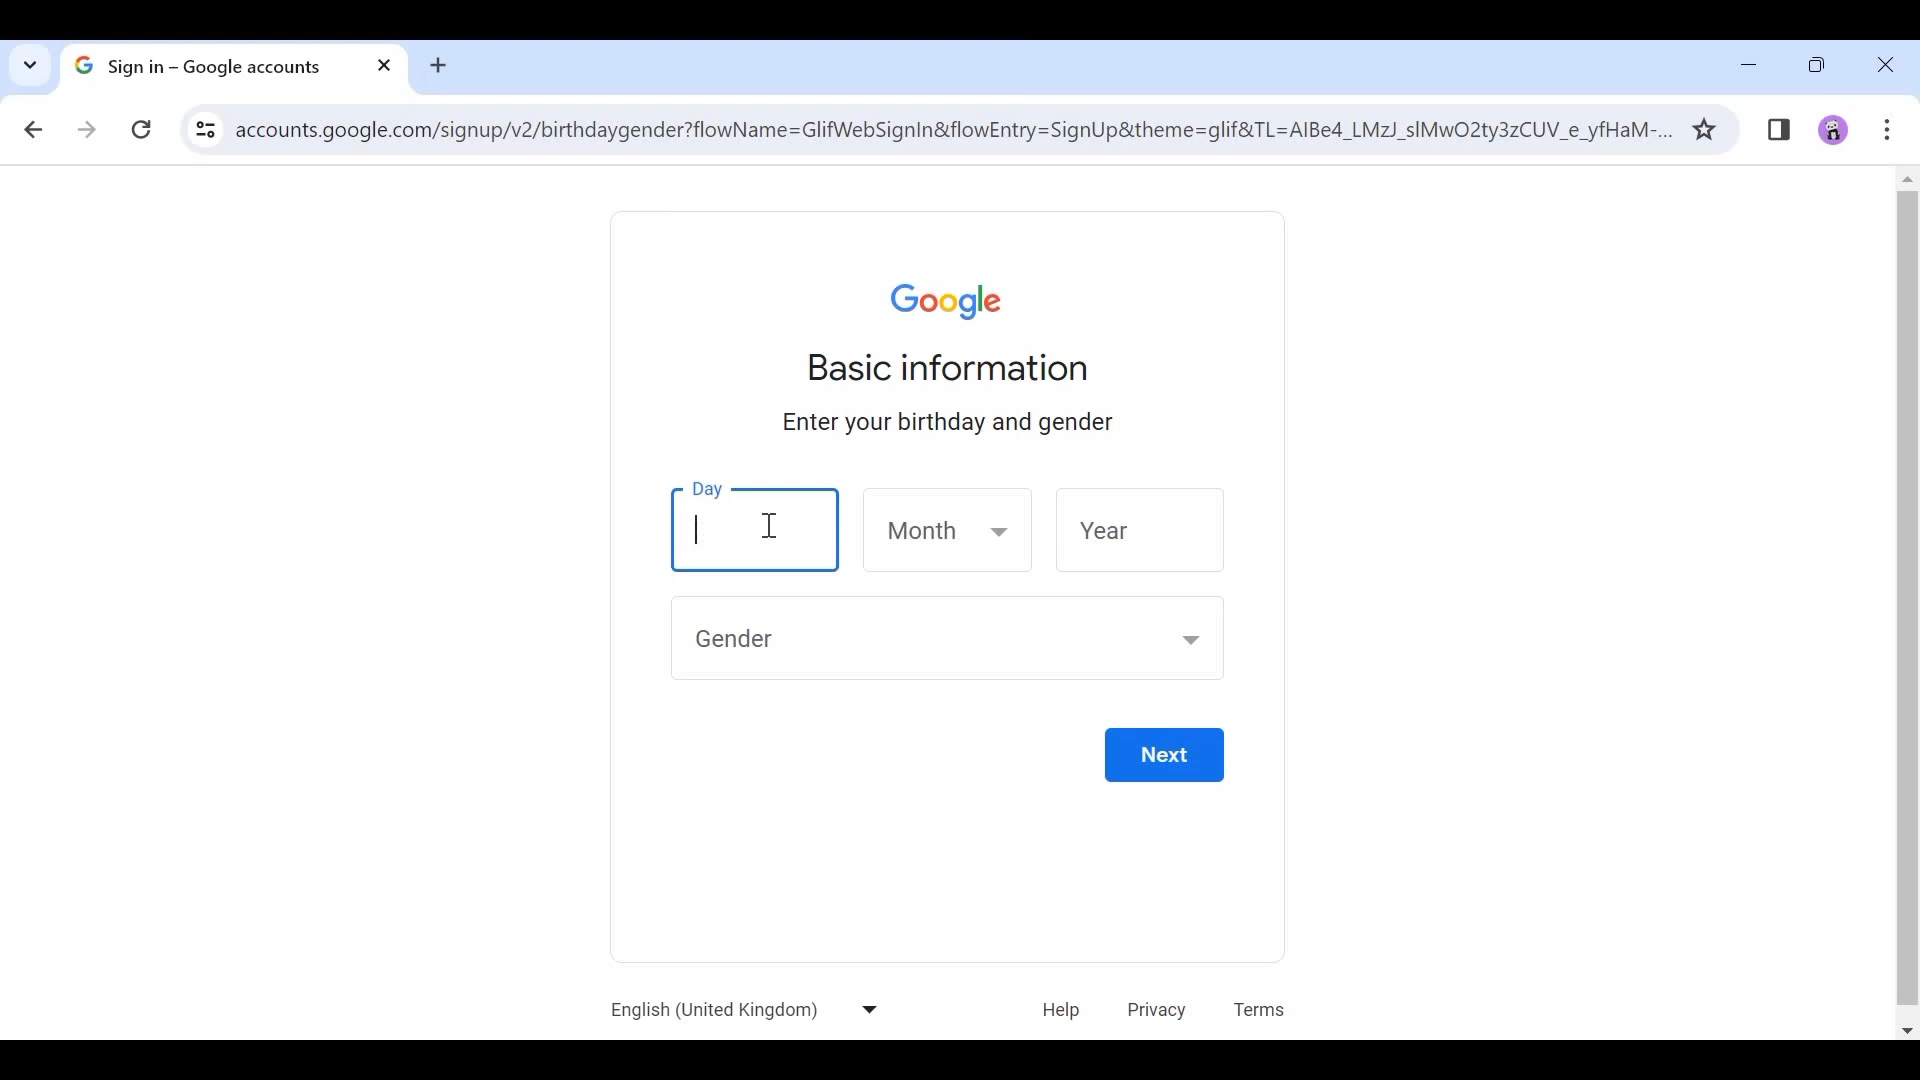 Sign in – Google accounts
accounts.google.com/signup/v2/birthdaygender?flowName=GlifWebSignIn&flowEntry=SignUp&theme=glif&TL=AIBe4_LMzJ_slMwO2ty3zCUV_e_yfHaM-...
Google
Basic information
Enter your birthday and gender
Day
Month
Year
Gender
Next
English (United Kingdom)
Help
Privacy
Terms